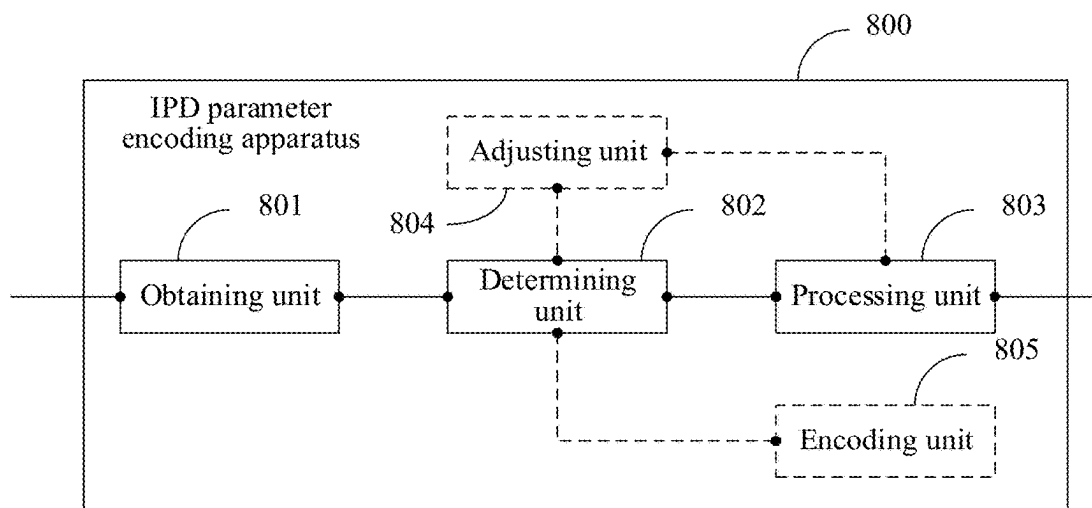 800
IPD parameter
encoding apparatus
Adjusting unit
801
804
802
803
Obtaining unit
Determining
unit
Processing unit
805
Encoding unit